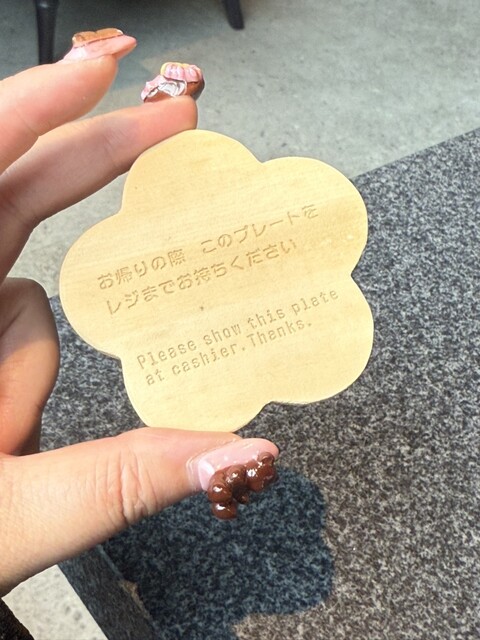 お帰りの際 このプレートを
レジまでお持ちください
Please show this plate
at cashier.Thanks.